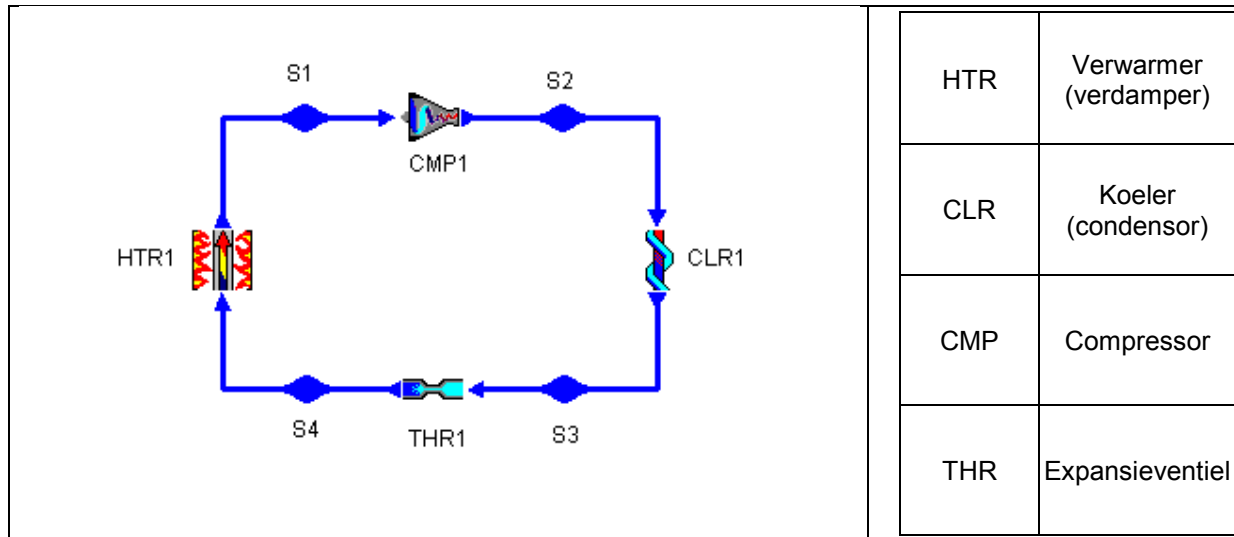 S1
S2
CMP1
HTR1
CLR1
S4
THR1
S3
HTR
Verwarmer
(verdamper)
CLR
Koeler
(condensor)
CMP
Compressor
THR
Expansieventiel